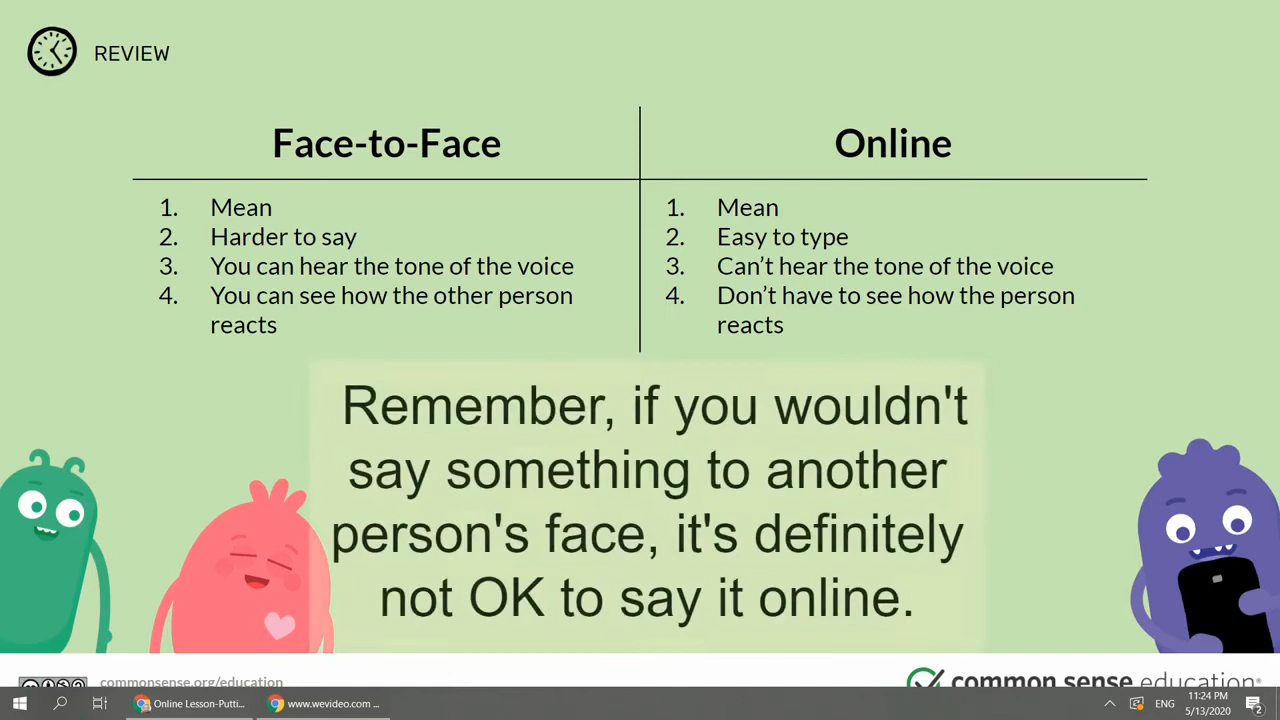 REVIEW
Face-to-Face
1. Mean
2. Harder to say
3. You can hear the tone of the voice
4. You can see how the other person
reacts
Online
1. Mean
2. Easy to type
3. Can’t hear the tone of the voice
4. Don’t have to see how the person
reacts
Remember, if you wouldn't
say something to another
person's face, it's definitely
not OK to say it online.
commonsense.org/education
common sense education®
Online Lesson-Putti...
www.wevideo.com ...
ENG
11:24 PM
5/13/2020
2